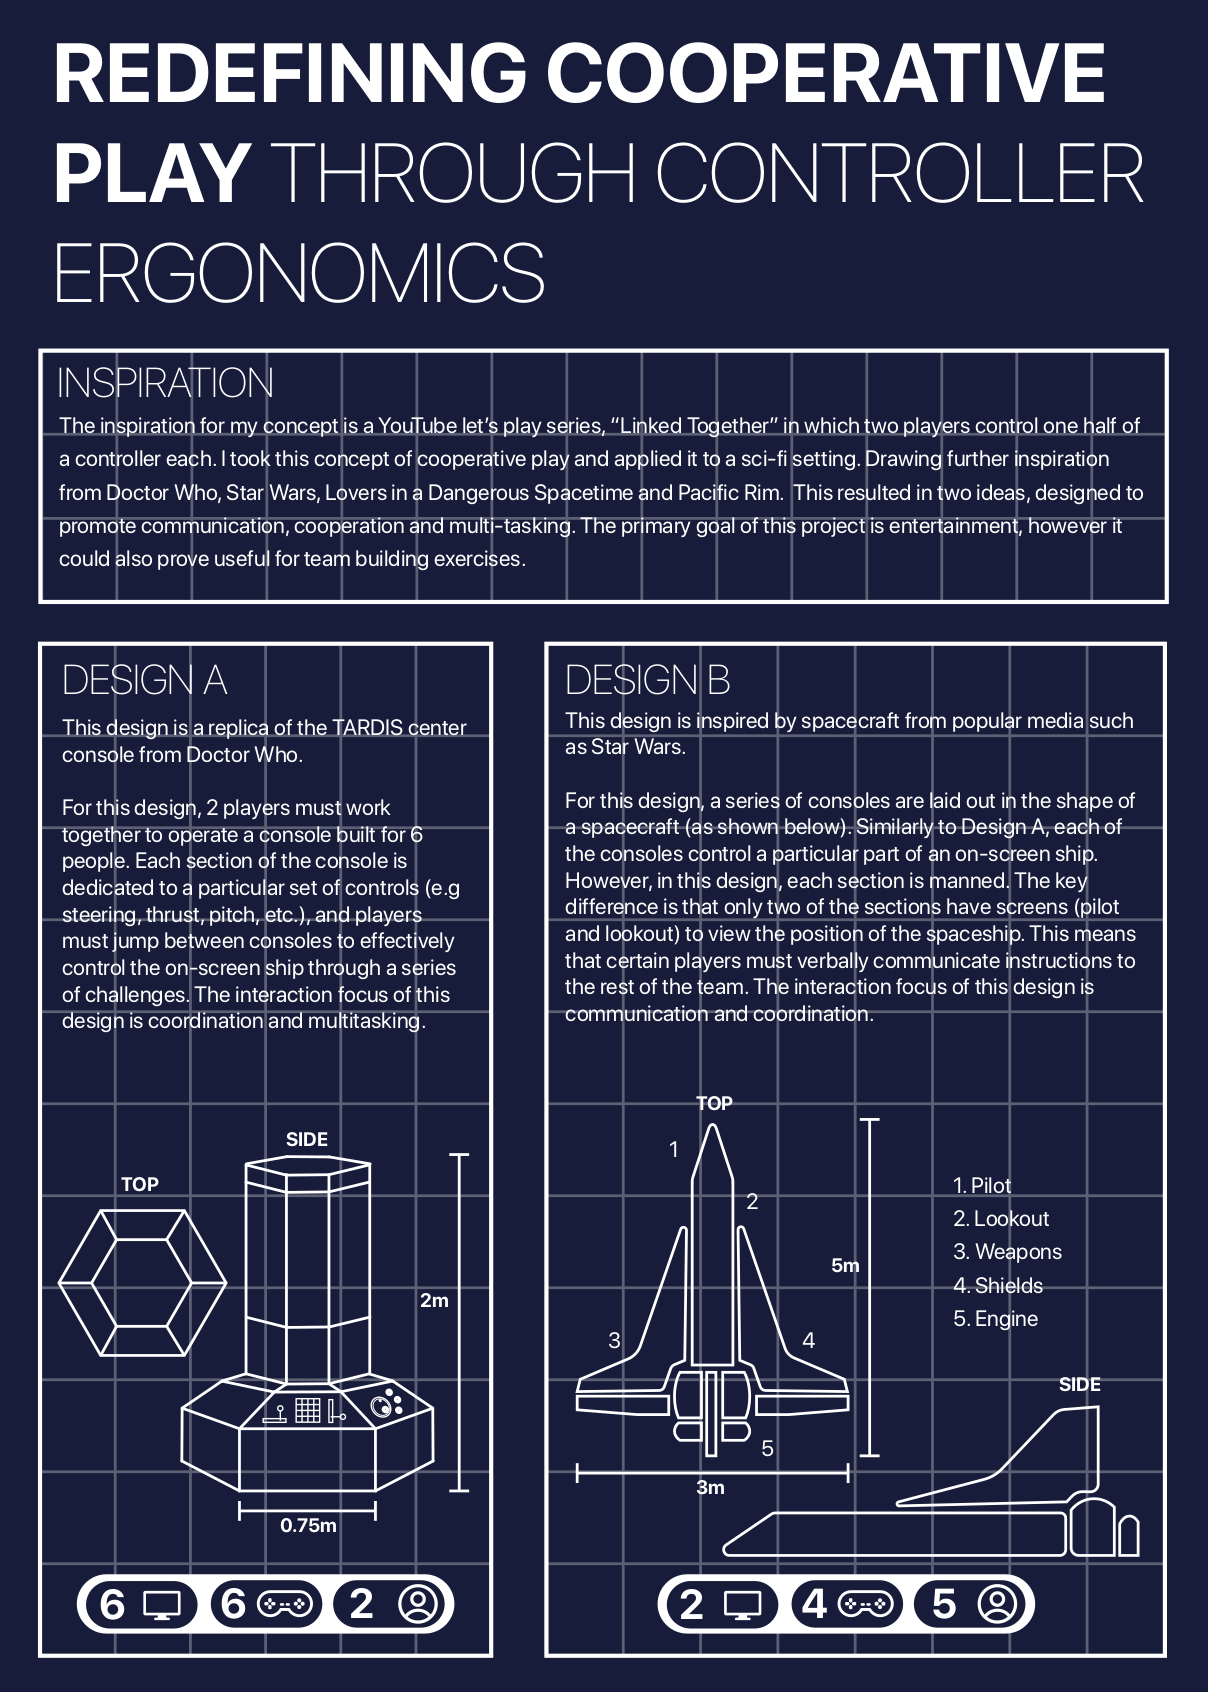 REDEFINING COOPERATIVE
PLAY THROUGH CONTROLLER
ERGONOMICS
INSPIRATION
The inspiration for my concept is a YouTube let's play series, “Linked Together” in which two players control one half of
a controller each. I took this concept of cooperative play and applied it to a sci-fi setting. Drawing further inspiration
from Doctor Who, Star Wars, Lovers in a Dangerous Spacetime and Pacific Rim. This resulted in two ideas, designed to
promote communication, cooperation and multi-tasking. The primary goal of this project is entertainment, however it
could also prove useful for team building exercises.
DESIGN A
This design is a replica of the TARDIS center
console from Doctor Who.
For this design, 2 players must work
together to operate a console built for 6
people. Each section of the console is
dedicated to a particular set of controls (e.g
steering, thrust, pitch, etc.), and players
must jump between consoles to effectively
control the on-screen ship through a series
of challenges. The interaction focus of this
design is coordination and multitasking.
TOP
SIDE
2m
0.75m
6 6 2
DESIGN B
This design is inspired by spacecraft from popular media such
as Star Wars.
For this design, a series of consoles are laid out in the shape of
a spacecraft (as shown below). Similarly to Design A, each of
the consoles control a particular part of an on-screen ship.
However, in this design, each section is manned. The key
difference is that only two of the sections have screens (pilot
and lookout) to view the position of the spaceship. This means
that certain players must verbally communicate instructions to
the rest of the team. The interaction focus of this design is
communication and coordination.
TOP
1
2
3
4
5
5m
3m
1. Pilot
2. Lookout
3. Weapons
4. Shields
5. Engine
SIDE
2 4 5